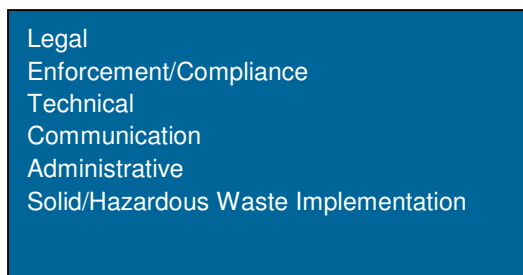 Legal
Enforcement/Compliance
Technical
Communication
Administrative
Solid/Hazardous Waste Implementation